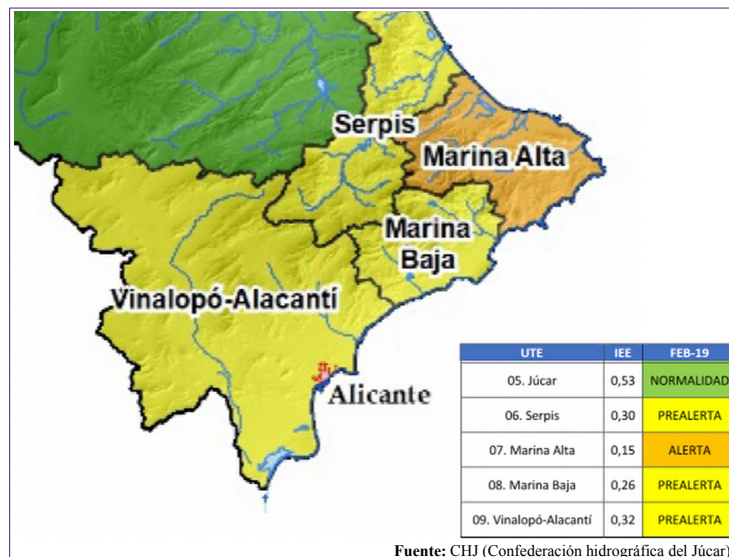 Serpis
Marina Alta
Marina
Baja
Vinalopó-Alacantí
Alicante
UTE IEE FEB-19
05. Júcar 0,53 NORMALIDAD
06. Serpis 0,30 PREALERTA
07. Marina Alta 0,15 ALERTA
08. Marina Baja 0,26 PREALERTA
09. Vinalopó-Alacantí 0,32 PREALERTA
Fuente: CHJ (Confederación hidrográfica del Júcar)